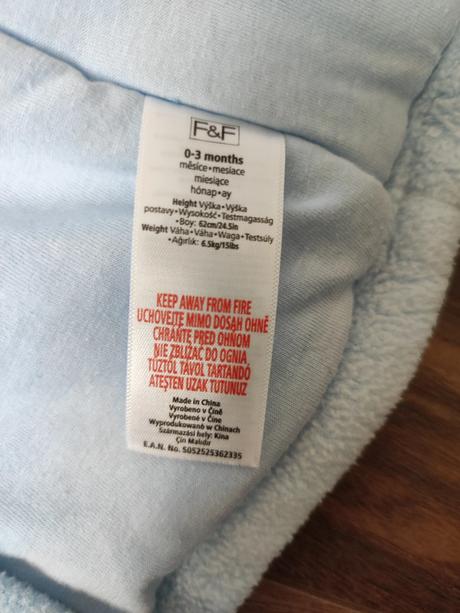 F&F
0-3 months
měsíce•mesiace
miesiące
hónap•ay
Height Výška•Výška
postavy•Wysokość•Testmagasság
•Boy: 62cm/24.5in
Weight Váha•Váha•Waga•Testsúly
•Ağırlık: 6.5kg/15lbs
KEEP AWAY FROM FIRE
UCHOVEJTE MIMO DOSAH OHNĚ
CHRÁŇTE PRED OHŇOM
NIE ZBLIŻAĆ DO OGNIA
TŰZTŐL TÁVOL TARTANDÓ
ATEŞTEN UZAK TUTUNUZ
Made in China
Vyrobeno v Číně
Vyrobené v Číne
Wyprodukowano w Chinach
Származási hely: Kína
Çin Malıdır
E.A.N. No. 5052525362335